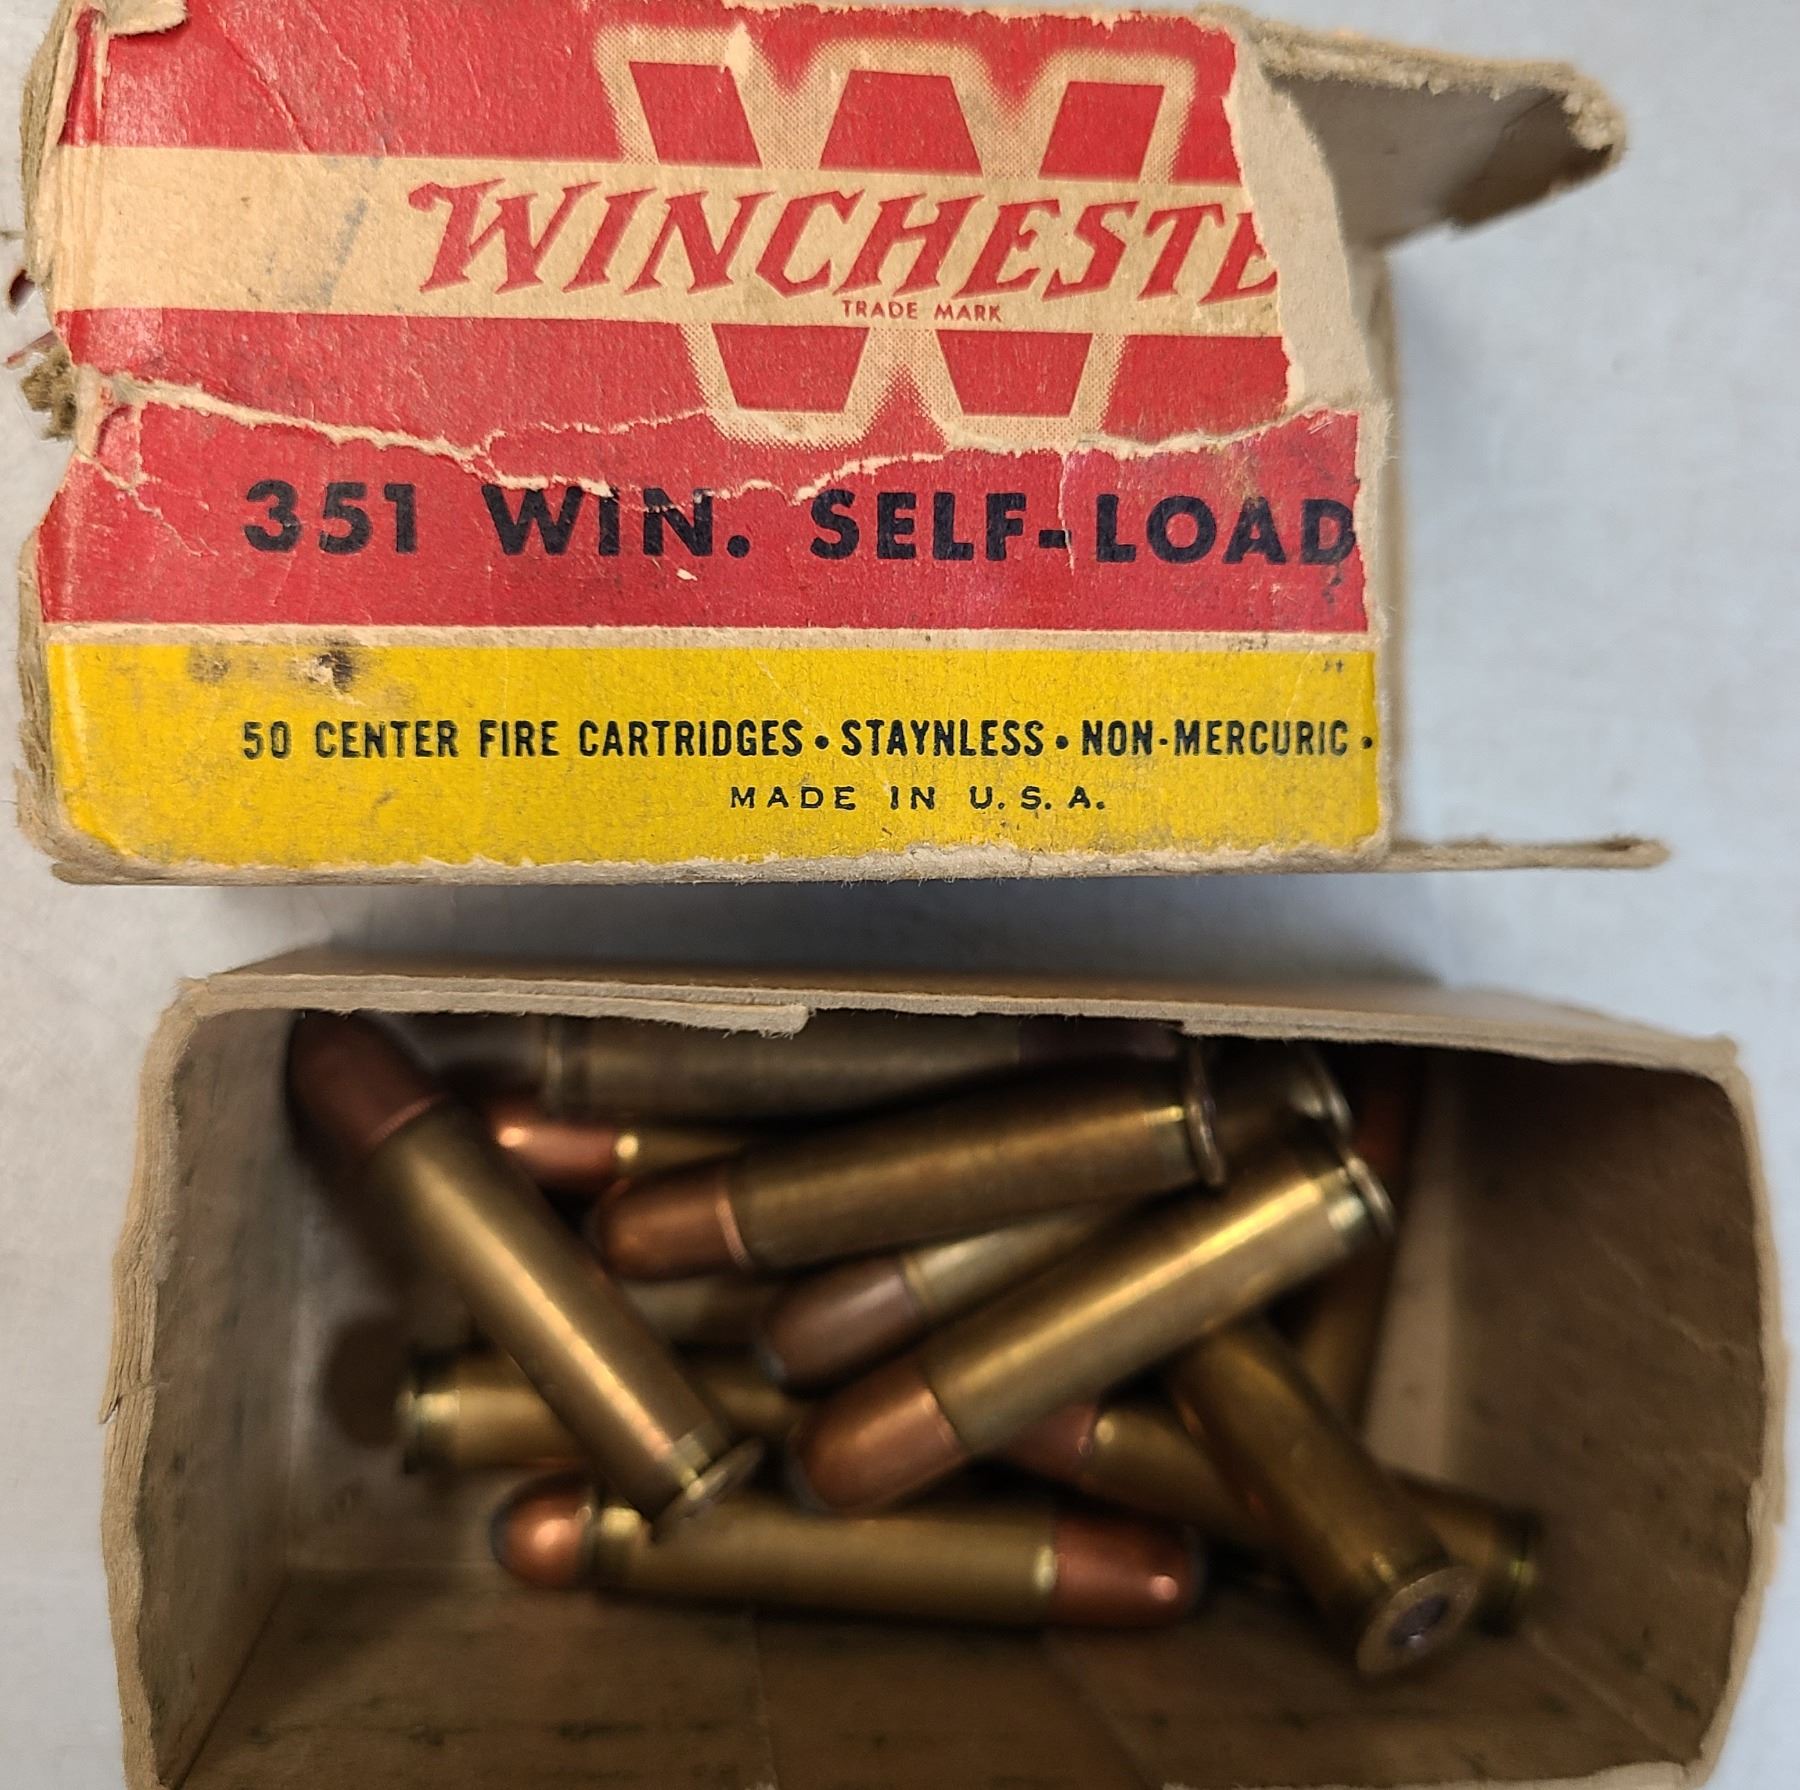 WINCHESTE
TRADE MARK
351 WIN. SELF-LOAD
50 CENTER FIRE CARTRIDGES • STAYNLESS • NON-MERCURIC •
MADE IN U.S.A.